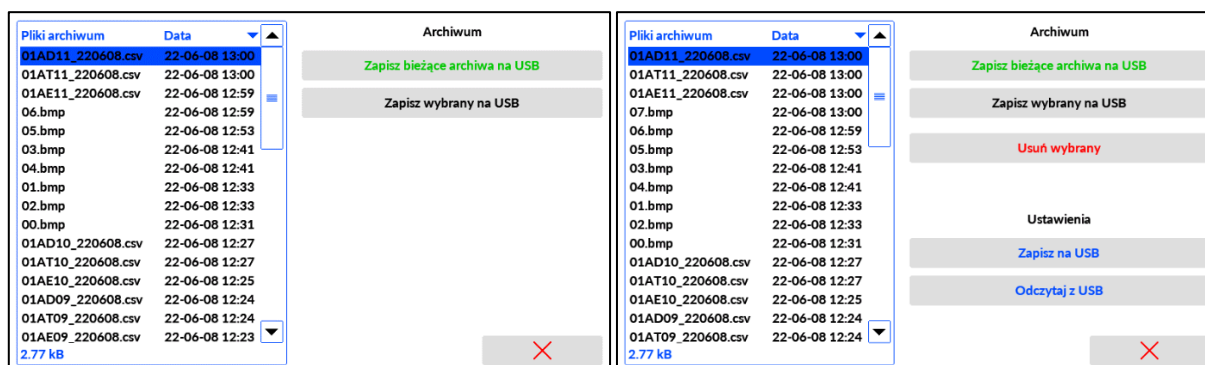 Pliki archiwum Data
01AD11_220608.csv 22-06-08 13:00
01AT11_220608.csv 22-06-08 13:00
01AE11_220608.csv 22-06-08 12:59
06.bmp 22-06-08 12:59
05.bmp 22-06-08 12:53
03.bmp 22-06-08 12:41
04.bmp 22-06-08 12:41
01.bmp 22-06-08 12:33
02.bmp 22-06-08 12:33
00.bmp 22-06-08 12:31
01AD10_220608.csv 22-06-08 12:27
01AT10_220608.csv 22-06-08 12:27
01AE10_220608.csv 22-06-08 12:25
01AD09_220608.csv 22-06-08 12:24
01AT09_220608.csv 22-06-08 12:24
01AE09_220608.csv 22-06-08 12:23
2.77 kB
Archiwum
Zapisz bieżące archiwa na USB
Zapisz wybrany na USB
Pliki archiwum Data
01AD11_220608.csv 22-06-08 13:00
01AT11_220608.csv 22-06-08 13:00
01AE11_220608.csv 22-06-08 13:00
07.bmp 22-06-08 13:00
06.bmp 22-06-08 12:59
05.bmp 22-06-08 12:53
03.bmp 22-06-08 12:41
04.bmp 22-06-08 12:41
01.bmp 22-06-08 12:33
02.bmp 22-06-08 12:33
00.bmp 22-06-08 12:31
01AD10_220608.csv 22-06-08 12:27
01AT10_220608.csv 22-06-08 12:27
01AE10_220608.csv 22-06-08 12:25
01AD09_220608.csv 22-06-08 12:24
01AT09_220608.csv 22-06-08 12:24
2.77 kB
Archiwum
Zapisz bieżące archiwa na USB
Zapisz wybrany na USB
Usuń wybrany
Ustawienia
Zapisz na USB
Odczytaj z USB